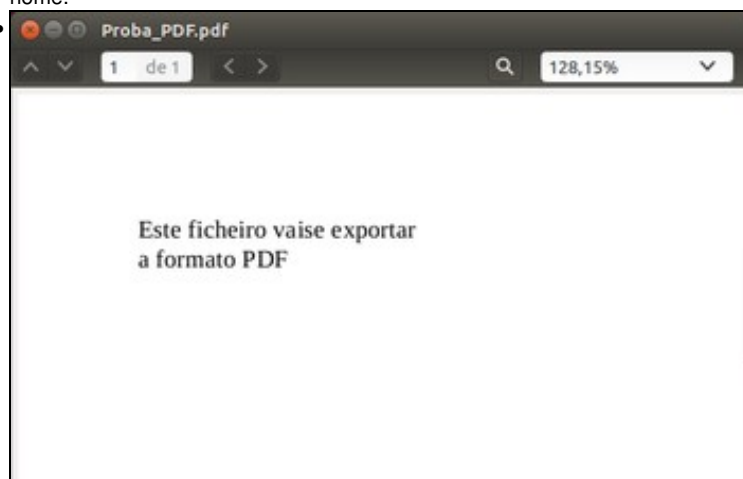 nome.
Proba_PDF.pdf
1 de 1
128,15%
Este ficheiro vaise exportar
a formato PDF